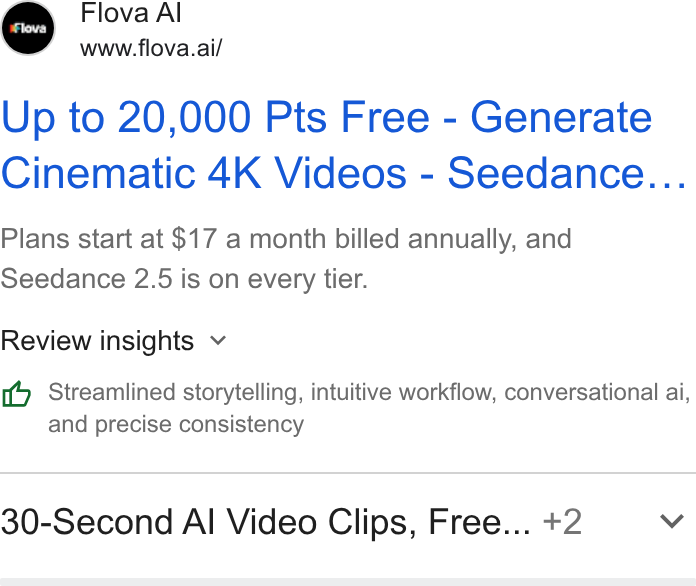 Flova
Flova AI
www.flova.ai/
Up to 20,000 Pts Free - Generate
Cinematic 4K Videos - Seedance...
Plans start at $17 a month billed annually, and
Seedance 2.5 is on every tier.
Review insights
Streamlined storytelling, intuitive workflow, conversational ai,
and precise consistency
30-Second AI Video Clips, Free... +2